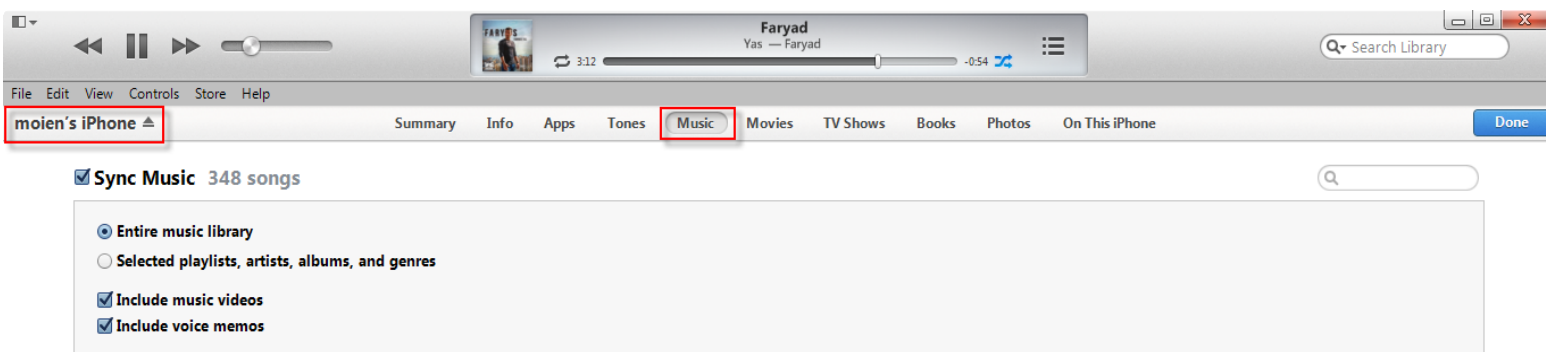 Faryad
Yas — Faryad
3:12
-0:54
Search Library
File Edit View Controls Store Help
moien's iPhone
Summary Info Apps Tones Music Movies TV Shows Books Photos On This iPhone
Done
Sync Music 348 songs
Entire music library
Selected playlists, artists, albums, and genres
Include music videos
Include voice memos